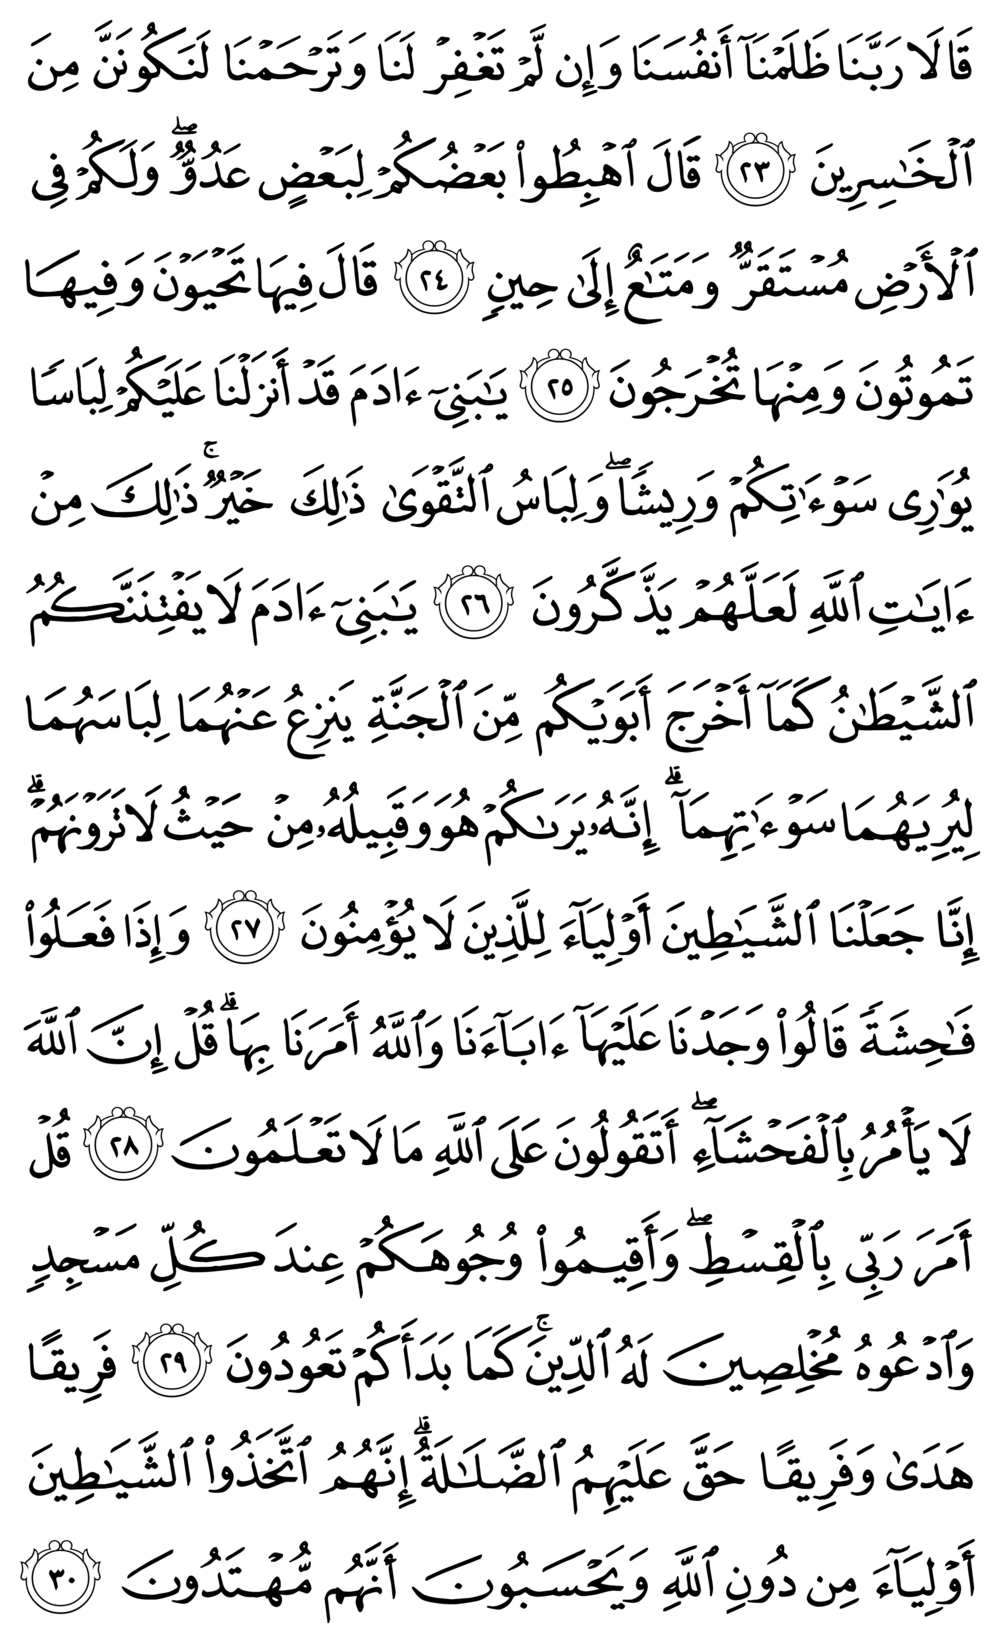 قَالَا رَبَّنَا ظَلَمۡنَآ أَنفُسَنَا وَإِن لَّمۡ تَغۡفِرۡ لَنَا وَتَرۡحَمۡنَا لَنَكُونَنَّ مِنَ
ٱلۡخَٰسِرِينَ ٢٣ قَالَ ٱهۡبِطُواْ بَعۡضُكُمۡ لِبَعۡضٍ عَدُوّٞۖ وَلَكُمۡ فِي
ٱلۡأَرۡضِ مُسۡتَقَرّٞ وَمَتَٰعٌ إِلَىٰ حِينٖ ٢٤ قَالَ فِيهَا تَحۡيَوۡنَ وَفِيهَا
تَمُوتُونَ وَمِنۡهَا تُخۡرَجُونَ ٢٥ يَٰبَنِيٓ ءَادَمَ قَدۡ أَنزَلۡنَا عَلَيۡكُمۡ لِبَاسٗا
يُوَٰرِي سَوۡءَٰتِكُمۡ وَرِيشٗاۖ وَلِبَاسُ ٱلتَّقۡوَىٰ ذَٰلِكَ خَيۡرٞۚ ذَٰلِكَ مِنۡ
ءَايَٰتِ ٱللَّهِ لَعَلَّهُمۡ يَذَّكَّرُونَ ٢٦ يَٰبَنِيٓ ءَادَمَ لَا يَفۡتِنَنَّكُمُ
ٱلشَّيۡطَٰنُ كَمَآ أَخۡرَجَ أَبَوَيۡكُم مِّنَ ٱلۡجَنَّةِ يَنزِعُ عَنۡهُمَا لِبَاسَهُمَا
لِيُرِيَهُمَا سَوۡءَٰتِهِمَآۗ إِنَّهُۥ يَرَىٰكُمۡ هُوَ وَقَبِيلُهُۥ مِنۡ حَيۡثُ لَا تَرَوۡنَهُمۡۗ
إِنَّا جَعَلۡنَا ٱلشَّيَٰطِينَ أَوۡلِيَآءَ لِلَّذِينَ لَا يُؤۡمِنُونَ ٢٧ وَإِذَا فَعَلُواْ
فَٰحِشَةٗ قَالُواْ وَجَدۡنَا عَلَيۡهَآ ءَابَآءَنَا وَٱللَّهُ أَمَرَنَا بِهَاۗ قُلۡ إِنَّ ٱللَّهَ
لَا يَأۡمُرُ بِٱلۡفَحۡشَآءِۖ أَتَقُولُونَ عَلَى ٱللَّهِ مَا لَا تَعۡلَمُونَ ٢٨ قُلۡ
أَمَرَ رَبِّي بِٱلۡقِسۡطِۖ وَأَقِيمُواْ وُجُوهَكُمۡ عِندَ كُلِّ مَسۡجِدٖ
وَٱدۡعُوهُ مُخۡلِصِينَ لَهُ ٱلدِّينَۚ كَمَا بَدَأَكُمۡ تَعُودُونَ ٢٩ فَرِيقًا
هَدَىٰ وَفَرِيقًا حَقَّ عَلَيۡهِمُ ٱلضَّلَٰلَةُۗ إِنَّهُمُ ٱتَّخَذُواْ ٱلشَّيَٰطِينَ
أَوۡلِيَآءَ مِن دُونِ ٱللَّهِ وَيَحۡسَبُونَ أَنَّهُم مُّهۡتَدُونَ ٣٠